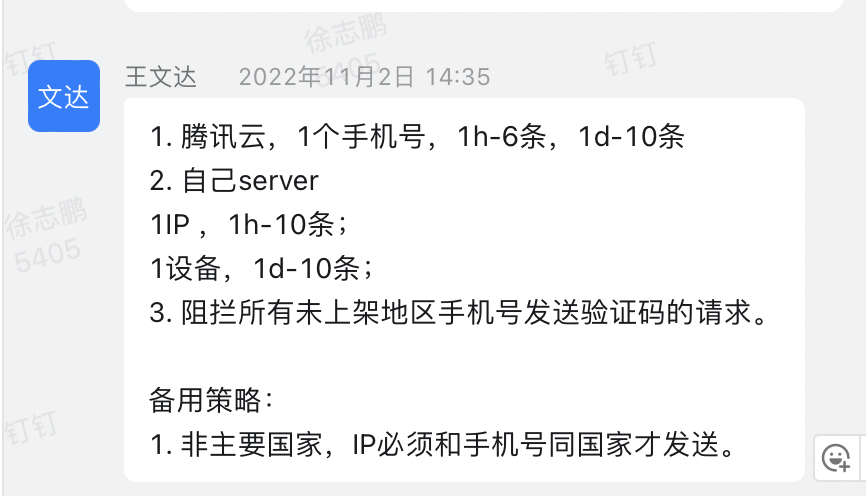 钉钉
徐志鹏
5405
钉钉
文达
王文达 2022年11月2日 14:35
1. 腾讯云，1个手机号，1h-6条，1d-10条
2. 自己server
1IP ，1h-10条；
1设备，1d-10条；
3. 阻拦所有未上架地区手机号发送验证码的请求。
徐志鹏
5405
备用策略：
1. 非主要国家，IP必须和手机号同国家才发送。
钉钉